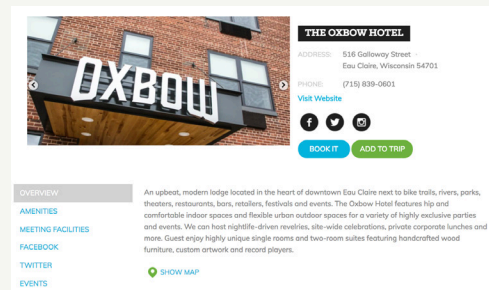 OXBOW
THE OXBOW HOTEL
ADDRESS: 516 Galloway Street
Eau Claire, Wisconsin 54701
PHONE: (715) 839-0601
Visit Website
BOOK IT ADD TO TRIP
OVERVIEW
AMENITIES
MEETING FACILITIES
FACEBOOK
TWITTER
EVENTS
An upbeat, modern lodge located in the heart of downtown Eau Claire next to bike trails, rivers, parks,
theaters, restaurants, bars, retailers, festivals and events. The Oxbow Hotel features hip and
comfortable indoor spaces and flexible urban outdoor spaces for a variety of highly exclusive parties
and events. We can host nightlife-driven revelries, site-wide celebrations, private corporate lunches and
more. Guest enjoy highly unique single rooms and two-room suites featuring handcrafted wood
furniture, custom artwork and record players.
SHOW MAP